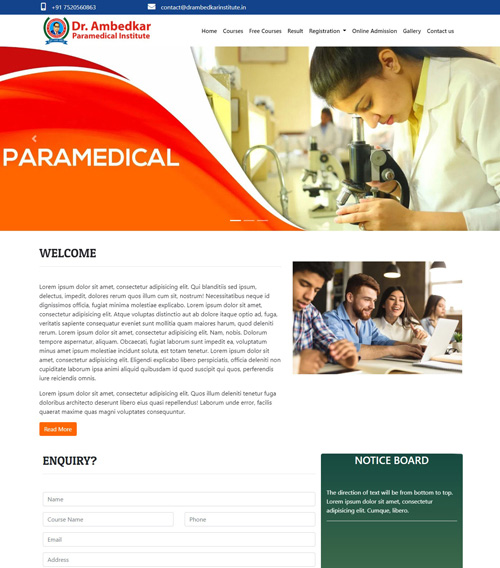 +91 7520560863 contact@drambedkarinstitute.in
Dr. Ambedkar
Paramedical Institute
Home Courses Free Courses Result Registration Online Admission Gallery Contact us
PARAMEDICAL
WELCOME
Lorem ipsum dolor sit amet, consectetur adipisicing elit. Qui blanditiis sed ipsum,
delectus, impedit, dolores rerum quos illum cum sit, nostrum! Necessitatibus neque id
dignissimos officia, fugiat minima molestiae explicabo. Lorem ipsum dolor sit amet,
consectetur adipisicing elit. Atque voluptas distinctio aut ab dolore itaque optio ad, fuga,
veritatis sapiente consequatur eveniet sunt mollitia quam maiores harum, quod deleniti
rerum. Lorem ipsum dolor sit amet, consectetur adipisicing elit. Nam, nobis. Dolorum
tempore aspernatur, aliquam. Obcaecati, fugiat laborum sunt impedit ea, voluptatum
minus amet ipsum molestiae incidunt soluta, est totam tenetur. Lorem ipsum dolor sit
amet, consectetur adipisicing elit. Eligendi explicabo libero perspiciatis, officia deleniti non
cupiditate laborum ipsa animi aliquid quibusdam id quod suscipit qui quos, perferendis
iure reiciendis omnis.
Lorem ipsum dolor sit amet, consectetur adipisicing elit. Quos illum deleniti tenetur fuga
doloribus architecto deserunt libero eius quasi repellendus! Laborum unde error, facilis
quaerat maxime quas magni voluptates consequuntur.
Read More
ENQUIRY?
Name
Course Name Phone
Email
Address
NOTICE BOARD
The direction of text will be from bottom to top.
Lorem ipsum dolor sit amet, consectetur
adipisicing elit. Cumque, libero.